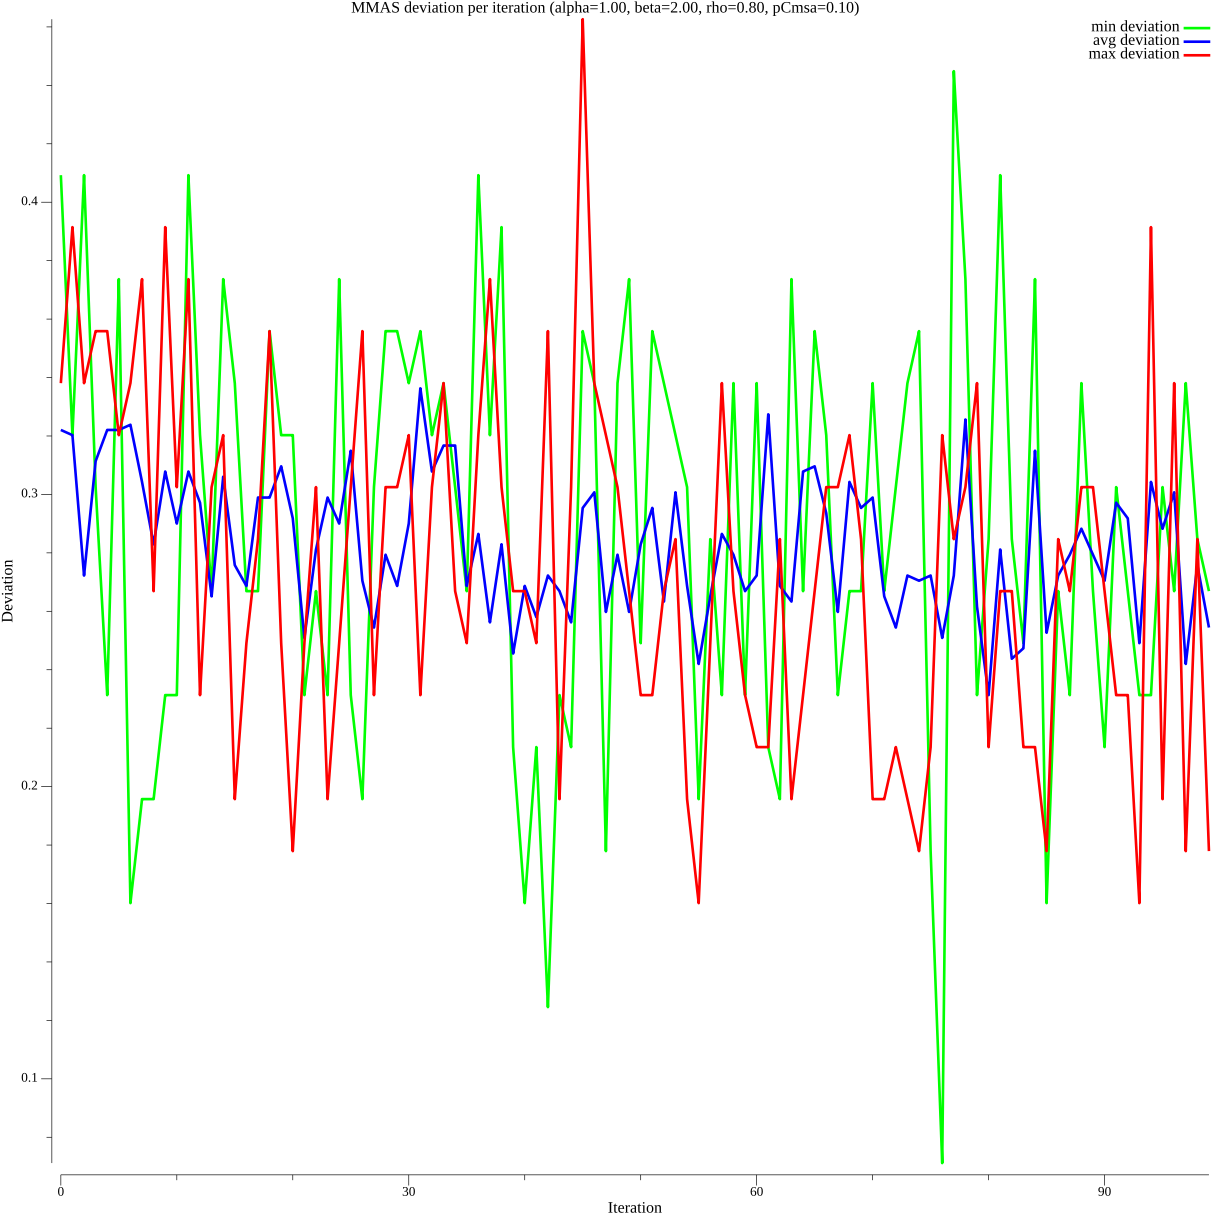 MMAS deviation per iteration (alpha=1.00, beta=2.00, rho=0.80, pCmsa=0.10)
min deviation
avg deviation
max deviation
0.4
0.3
0.2
0.1
Deviation
0
30
60
90
Iteration